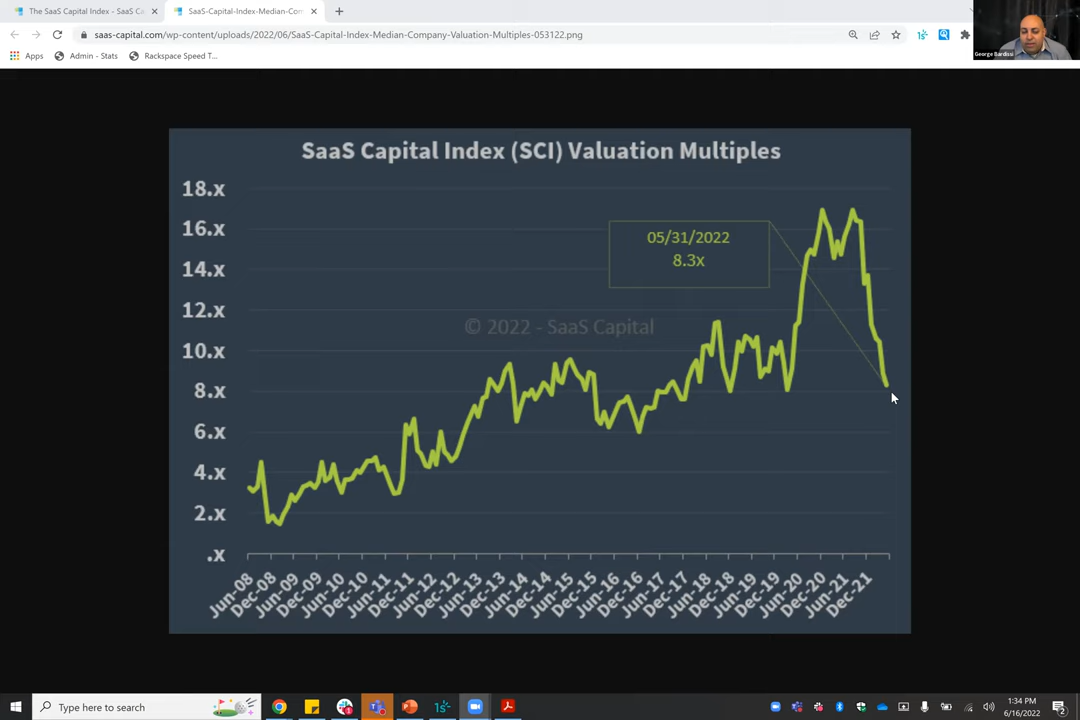 The SaaS Capital Index - SaaS C
SaaS-Capital-Index-Median-Com
saas-capital.com/wp-content/uploads/2022/06/SaaS-Capital-Index-Median-Company-Valuation-Multiples-053122.png
George Bardissi
Apps
Admin - Stats
Rackspace Speed T...
SaaS Capital Index (SCI) Valuation Multiples
18.x
16.x
14.x
12.x
10.x
8.x
6.x
4.x
2.x
.x
05/31/2022
8.3x
© 2022 - SaaS Capital
Jun-08
Dec-08
Jun-09
Dec-09
Jun-10
Dec-10
Jun-11
Dec-11
Jun-12
Dec-12
Jun-13
Dec-13
Jun-14
Dec-14
Jun-15
Dec-15
Jun-16
Dec-16
Jun-17
Dec-17
Jun-18
Dec-18
Jun-19
Dec-19
Jun-20
Dec-20
Jun-21
Dec-21
Type here to search
1:34 PM
6/16/2022
2